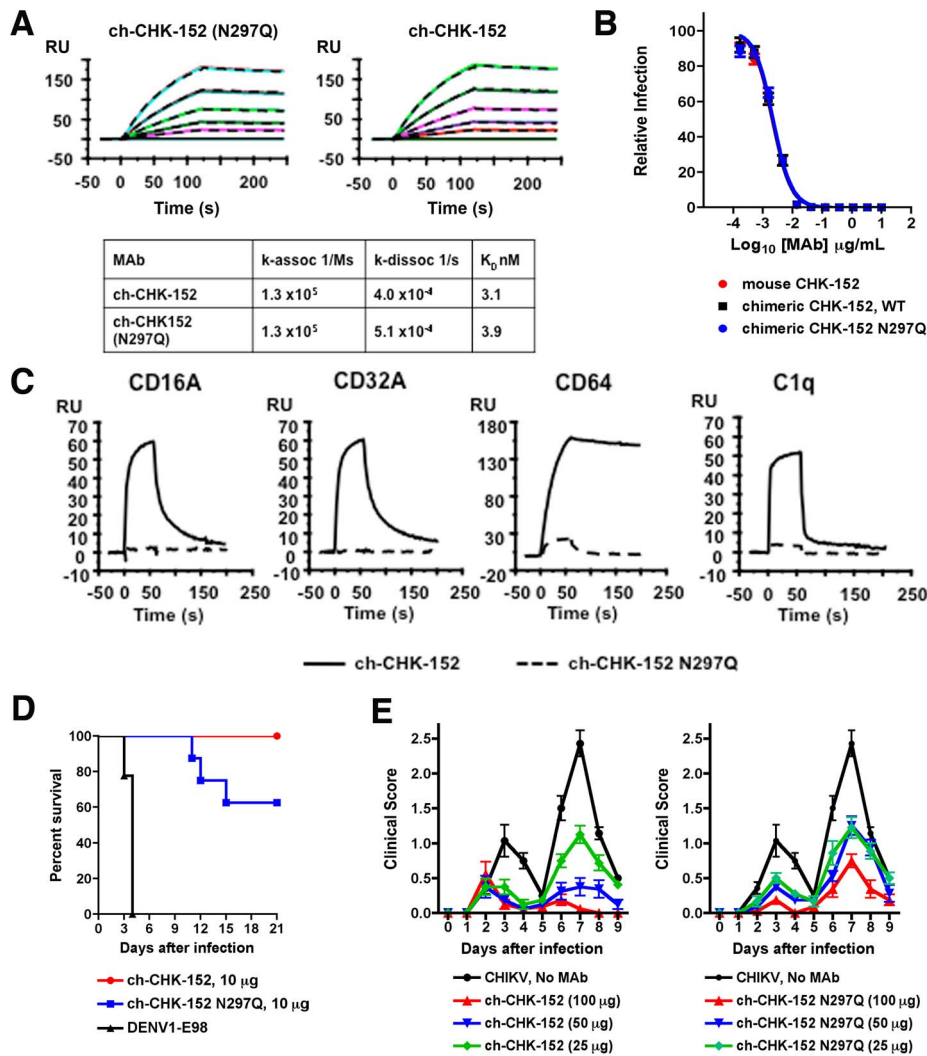 A
ch-CHK-152 (N297Q)
ch-CHK-152
RU
RU
150
50
-50
150
50
-50
-50 0 50 100 200
-50 0 50 100 200
Time (s)
Time (s)
MAb k-assoc 1/Ms k-dissoc 1/s K_D nM
ch-CHK-152 1.3 x10⁵ 4.0 x10⁻⁴ 3.1
ch-CHK152 (N297Q) 1.3 x10⁵ 5.1 x10⁻⁴ 3.9
B
Relative Infection
100
80
60
40
20
0
-4 -3 -2 -1 0 1 2
Log₁₀ [MAb] μg/mL
mouse CHK-152
chimeric CHK-152, WT
chimeric CHK-152 N297Q
C
CD16A
CD32A
CD64
C1q
RU
RU
RU
RU
70
60
50
40
30
20
10
0
-10
70
60
50
40
30
20
10
0
-10
180
150
120
90
60
30
-20
70
60
50
40
30
20
10
0
-10
-50 0 50 150 250
-50 0 50 150 250
-50 0 50 150 250
-50 0 50 100 150 200 250
Time (s)
Time (s)
Time (s)
Time (s)
ch-CHK-152
ch-CHK-152 N297Q
D
Percent survival
100
80
60
40
20
0
0 3 6 9 12 15 18 21
Days after infection
ch-CHK-152, 10 μg
ch-CHK-152 N297Q, 10 μg
DENV1-E98
E
Clinical Score
2.5
2.0
1.5
1.0
0.5
0.0
0 1 2 3 4 5 6 7 8 9
Days after infection
CHIKV, No MAb
ch-CHK-152 (100 μg)
ch-CHK-152 (50 μg)
ch-CHK-152 (25 μg)
Clinical Score
2.5
2.0
1.5
1.0
0.5
0.0
0 1 2 3 4 5 6 7 8 9
Days after infection
CHIKV, No MAb
ch-CHK-152 N297Q (100 μg)
ch-CHK-152 N297Q (50 μg)
ch-CHK-152 N297Q (25 μg)